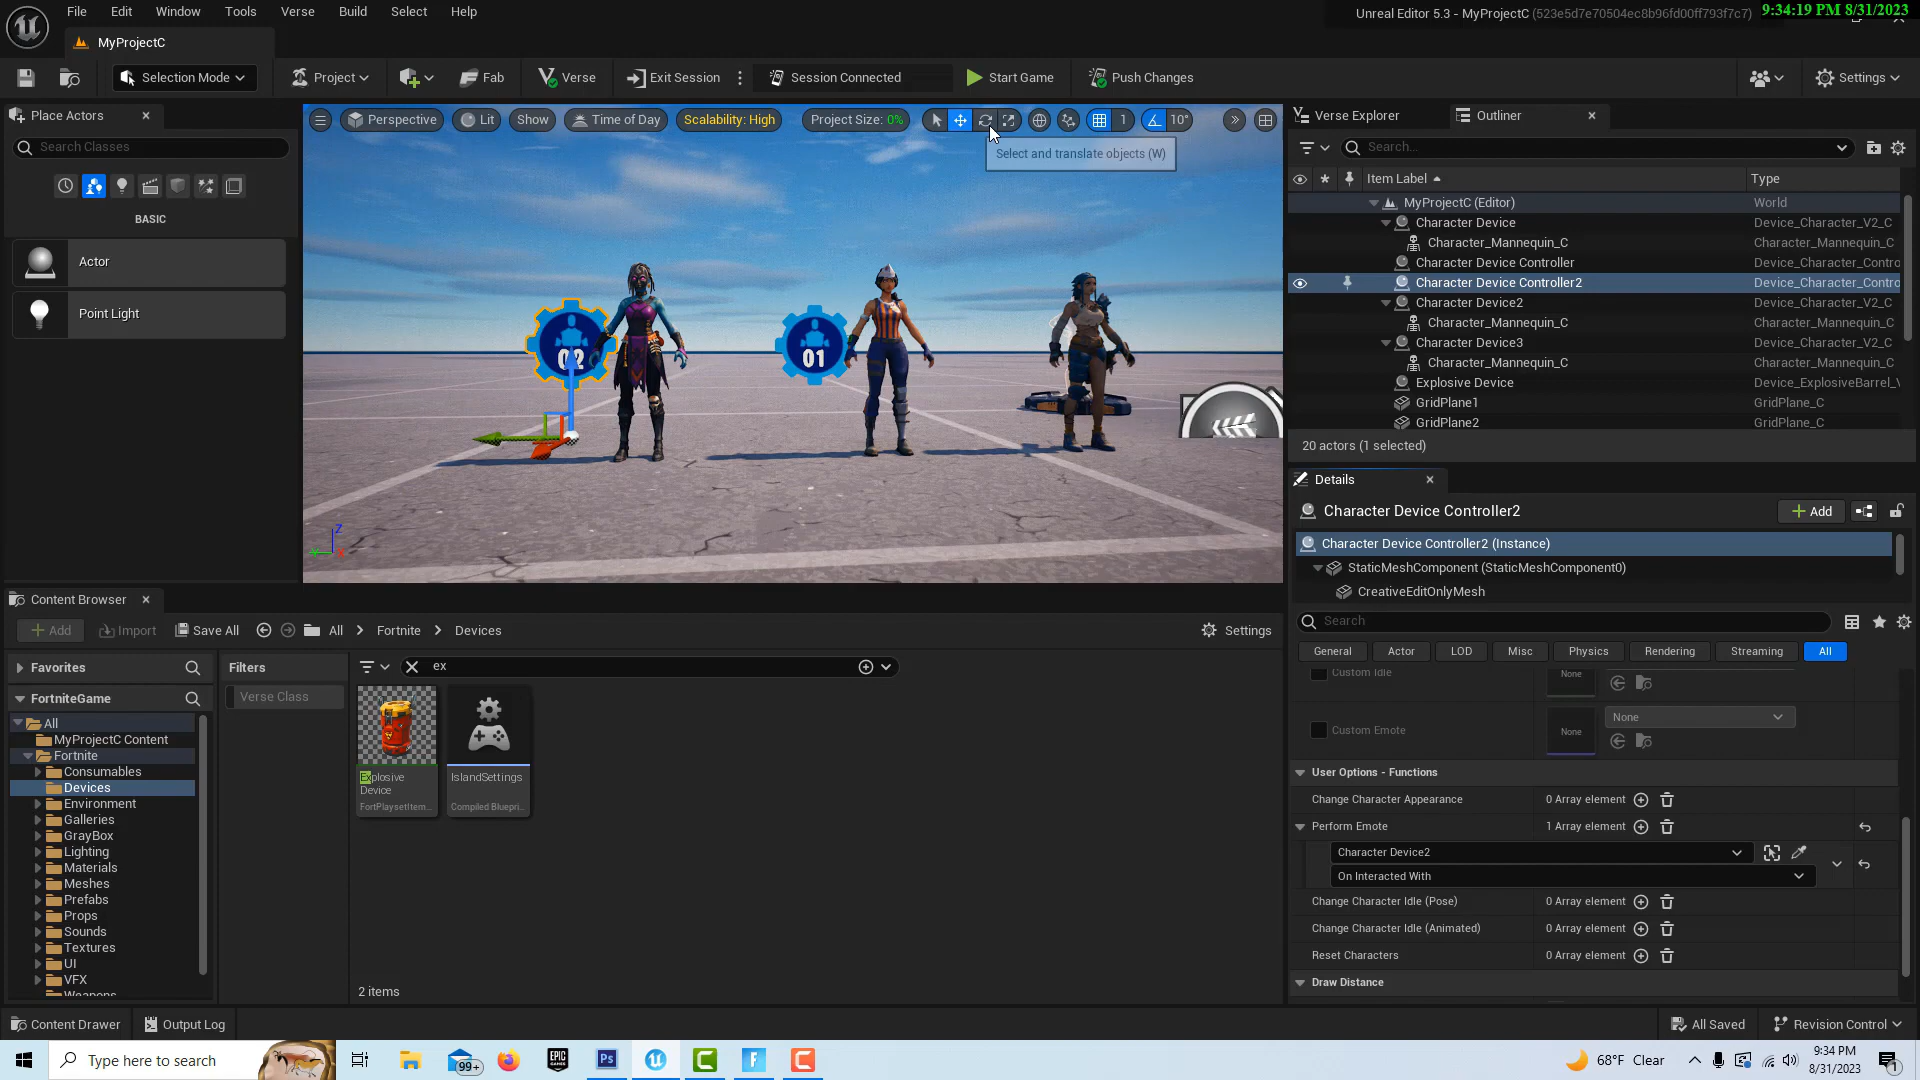 File Edit Window Tools Verse Build Select Help
Unreal Editor 5.3 - MyProjectC (523e5d7e70504ec8b96fd00ff793f7c7)
9:34:19 PM 8/31/2023
MyProjectC
Selection Mode Project Fab Verse Exit Session Session Connected Start Game Push Changes Settings
Place Actors
Search Classes
BASIC
Actor
Point Light
Perspective Lit Show Time of Day Scalability: High Project Size: 0% 1 10°
Select and translate objects (W)
02
01
Z
Verse Explorer Outliner
Search...
Item Label Type
MyProjectC (Editor) World
Character Device Device_Character_V2_C
Character_Mannequin_C Character_Mannequin_C
Character Device Controller Device_Character_Contro
Character Device Controller2 Device_Character_Contro
Character Device2 Device_Character_V2_C
Character_Mannequin_C Character_Mannequin_C
Character Device3 Device_Character_V2_C
Character_Mannequin_C Character_Mannequin_C
Explosive Device Device_ExplosiveBarrel_V
GridPlane1 GridPlane_C
GridPlane2 GridPlane_C
20 actors (1 selected)
Details
Character Device Controller2 Add
Character Device Controller2 (Instance)
StaticMeshComponent (StaticMeshComponent0)
CreativeEditOnlyMesh
Search
General Actor LOD Misc Physics Rendering Streaming All
Custom Idle None
Custom Emote None None
User Options - Functions
Change Character Appearance 0 Array element
Perform Emote 1 Array element
Character Device2
On Interacted With
Change Character Idle (Pose) 0 Array element
Change Character Idle (Animated) 0 Array element
Reset Characters 0 Array element
Draw Distance
Content Browser
Add Import Save All All Fortnite Devices Settings
Favorites
FortniteGame
All
MyProjectC Content
Fortnite
Consumables
Devices
Environment
Galleries
GrayBox
Lighting
Materials
Meshes
Prefabs
Props
Sounds
Textures
UI
VFX
Weapons
Filters
Verse Class
ex
Explosive
Device
FortPlaysetItem...
IslandSettings
Compiled Bluepri...
2 items
Content Drawer Output Log All Saved Revision Control
Type here to search
99+
EPIC
GAMES
Ps
68°F Clear
9:34 PM
8/31/2023
1